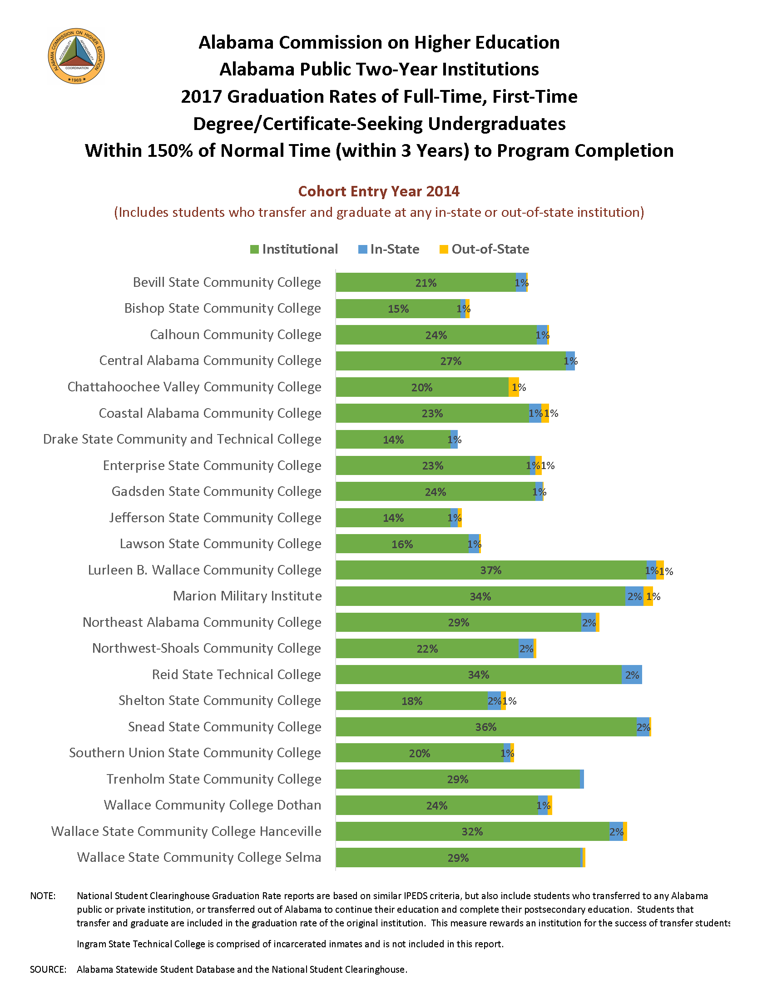 ALABAMA COMMISSION ON HIGHER EDUCATION
ACCESSIBILITY
AFFORDABILITY
COORDINATION
★1969★
Alabama Commission on Higher Education
Alabama Public Two-Year Institutions
2017 Graduation Rates of Full-Time, First-Time
Degree/Certificate-Seeking Undergraduates
Within 150% of Normal Time (within 3 Years) to Program Completion
Cohort Entry Year 2014
(Includes students who transfer and graduate at any in-state or out-of-state institution)
Institutional In-State Out-of-State
Bevill State Community College 21% 1%
Bishop State Community College 15% 1%
Calhoun Community College 24% 1%
Central Alabama Community College 27% 1%
Chattahoochee Valley Community College 20% 1%
Coastal Alabama Community College 23% 1% 1%
Drake State Community and Technical College 14% 1%
Enterprise State Community College 23% 1% 1%
Gadsden State Community College 24% 1%
Jefferson State Community College 14% 1%
Lawson State Community College 16% 1%
Lurleen B. Wallace Community College 37% 1% 1%
Marion Military Institute 34% 2% 1%
Northeast Alabama Community College 29% 2%
Northwest-Shoals Community College 22% 2%
Reid State Technical College 34% 2%
Shelton State Community College 18% 2% 1%
Snead State Community College 36% 2%
Southern Union State Community College 20% 1%
Trenholm State Community College 29%
Wallace Community College Dothan 24% 1%
Wallace State Community College Hanceville 32% 2%
Wallace State Community College Selma 29%
NOTE: National Student Clearinghouse Graduation Rate reports are based on similar IPEDS criteria, but also include students who transferred to any Alabama
public or private institution, or transferred out of Alabama to continue their education and complete their postsecondary education. Students that
transfer and graduate are included in the graduation rate of the original institution. This measure rewards an institution for the success of transfer students
Ingram State Technical College is comprised of incarcerated inmates and is not included in this report.
SOURCE: Alabama Statewide Student Database and the National Student Clearinghouse.